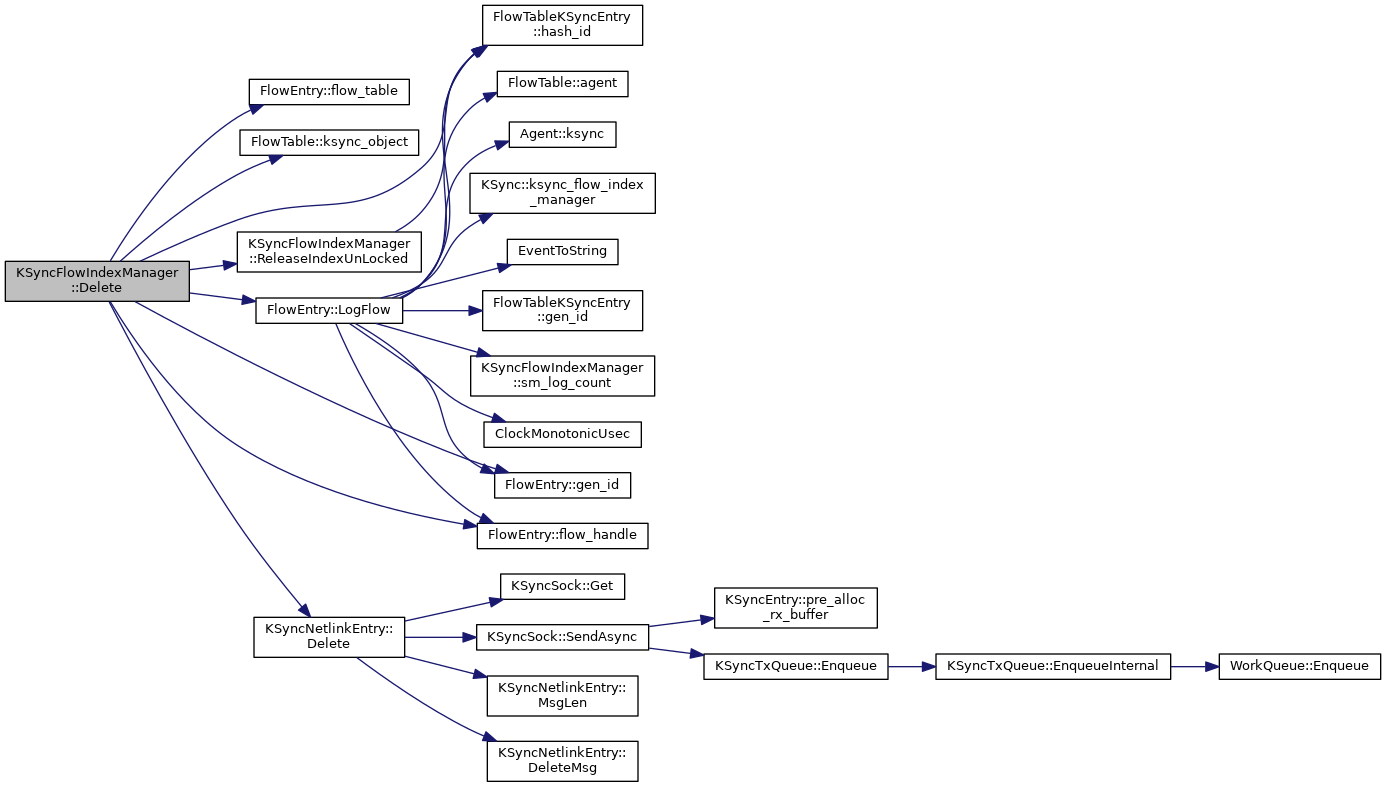 FlowTableKSyncEntry
::hash_id
FlowTable::agent
FlowEntry::flow_table
Agent::ksync
FlowTable::ksync_object
KSync::ksync_flow_index
_manager
KSyncFlowIndexManager
::ReleaseIndexUnLocked
EventToString
KSyncFlowIndexManager
::Delete
FlowEntry::LogFlow
FlowTableKSyncEntry
::gen_id
KSyncFlowIndexManager
::sm_log_count
ClockMonotonicUsec
FlowEntry::gen_id
FlowEntry::flow_handle
KSyncSock::Get
KSyncEntry::pre_alloc
_rx_buffer
KSyncNetlinkEntry::
Delete
KSyncSock::SendAsync
KSyncTxQueue::Enqueue
KSyncTxQueue::EnqueueInternal
WorkQueue::Enqueue
KSyncNetlinkEntry::
MsgLen
KSyncNetlinkEntry::
DeleteMsg